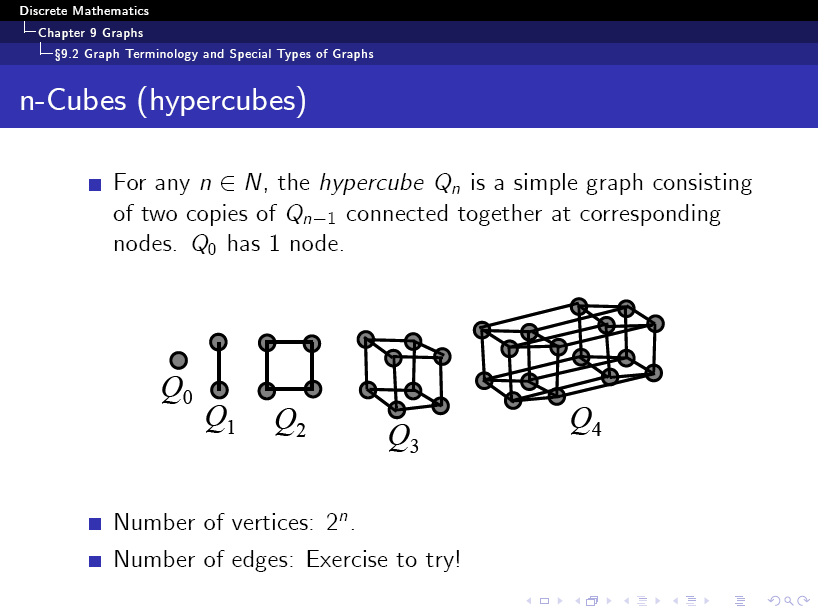 Discrete Mathematics
Chapter 9 Graphs
§9.2 Graph Terminology and Special Types of Graphs
n-Cubes (hypercubes)
For any n ∈ N, the hypercube Qₙ is a simple graph consisting
of two copies of Qₙ₋₁ connected together at corresponding
nodes. Q₀ has 1 node.
Q₀
Q₁
Q₂
Q₃
Q₄
Number of vertices: 2ⁿ.
Number of edges: Exercise to try!